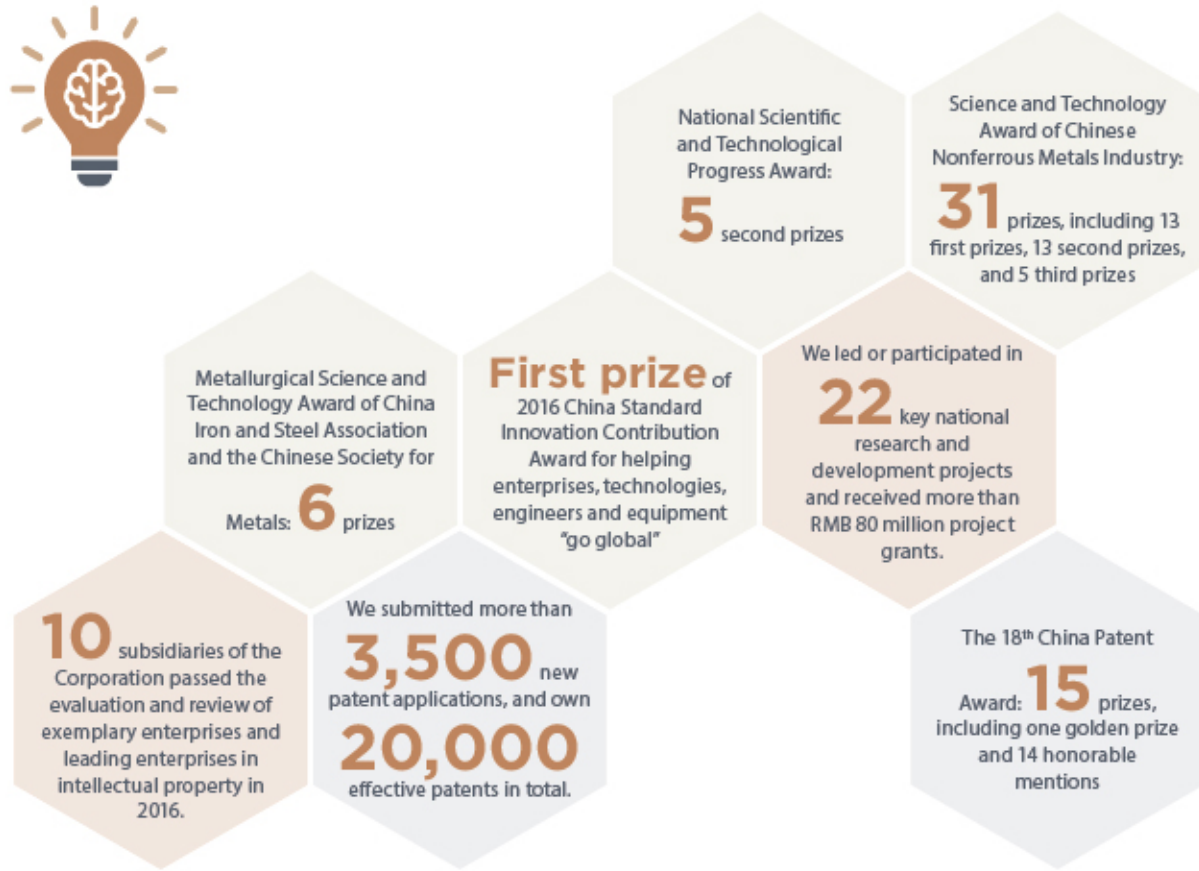 National Scientific
and Technological
Progress Award:
5 second prizes
Science and Technology
Award of Chinese
Nonferrous Metals Industry:
31 prizes, including 13
first prizes, 13 second prizes,
and 5 third prizes
Metallurgical Science and
Technology Award of China
Iron and Steel Association
and the Chinese Society for
Metals: 6 prizes
First prize of
2016 China Standard
Innovation Contribution
Award for helping
enterprises, technologies,
engineers and equipment
“go global”
We led or participated in
22 key national
research and
development projects
and received more than
RMB 80 million project
grants.
10 subsidiaries of the
Corporation passed the
evaluation and review of
exemplary enterprises and
leading enterprises in
intellectual property in
2016.
We submitted more than
3,500 new
patent applications, and own
20,000
effective patents in total.
The 18th China Patent
Award: 15 prizes,
including one golden prize
and 14 honorable
mentions